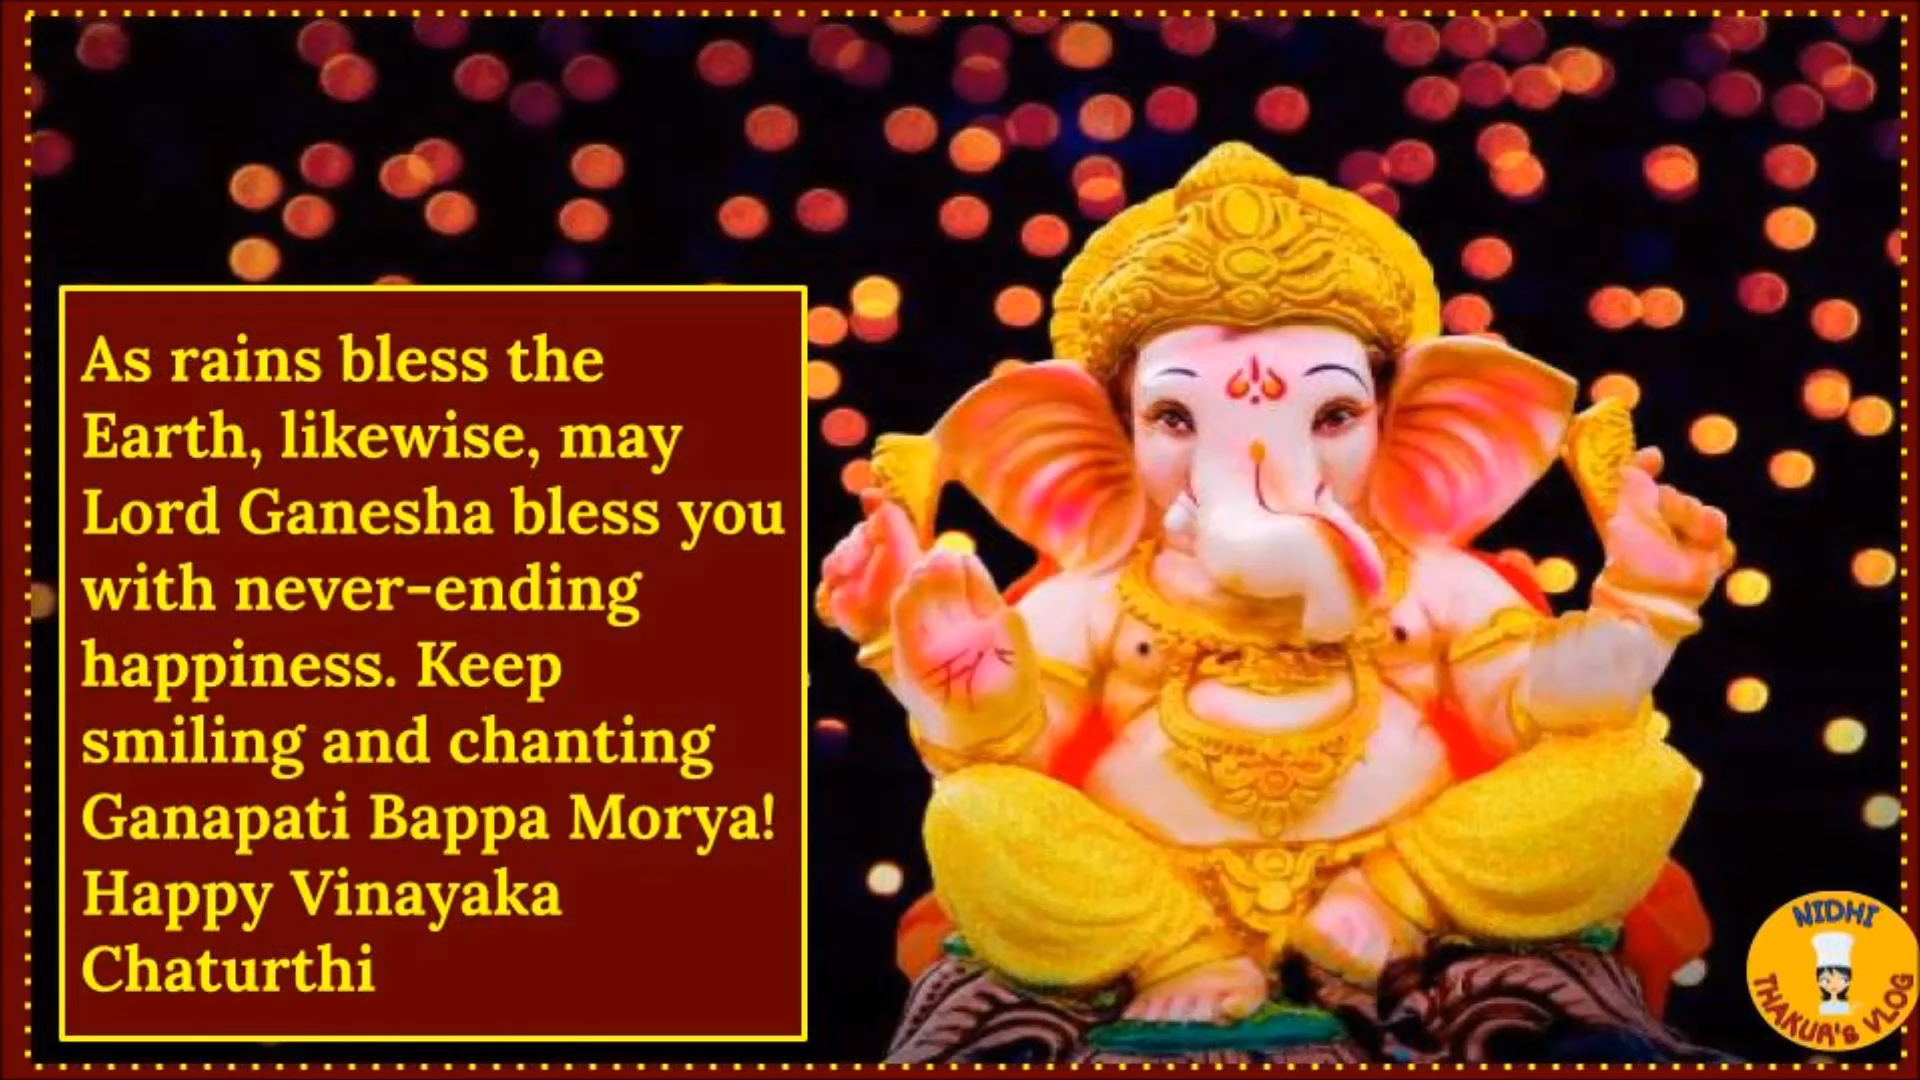 As rains bless the
Earth, likewise, may
Lord Ganesha bless you
with never-ending
happiness. Keep
smiling and chanting
Ganapati Bappa Morya!
Happy Vinayaka
Chaturthi
NIDHI
THAKUR'S VLOG